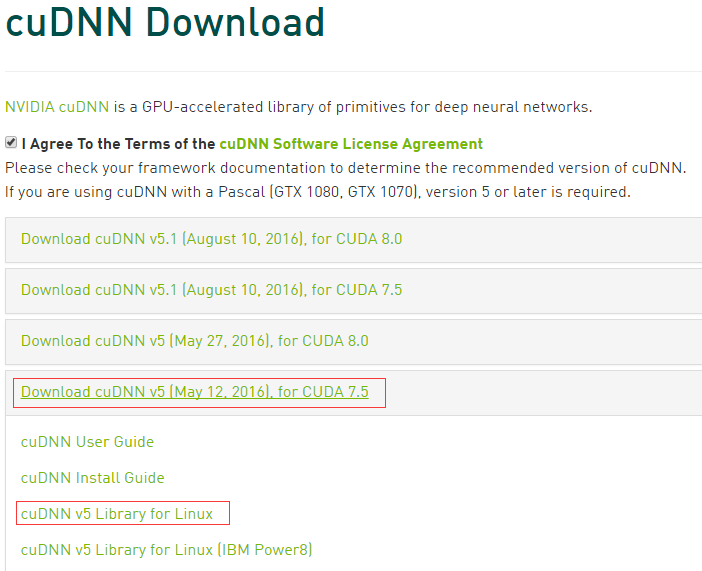 cuDNN Download
NVIDIA cuDNN is a GPU-accelerated library of primitives for deep neural networks.
I Agree To the Terms of the cuDNN Software License Agreement
Please check your framework documentation to determine the recommended version of cuDNN.
If you are using cuDNN with a Pascal (GTX 1080, GTX 1070), version 5 or later is required.
Download cuDNN v5.1 (August 10, 2016), for CUDA 8.0
Download cuDNN v5.1 (August 10, 2016), for CUDA 7.5
Download cuDNN v5 (May 27, 2016), for CUDA 8.0
Download cuDNN v5 (May 12, 2016), for CUDA 7.5
cuDNN User Guide
cuDNN Install Guide
cuDNN v5 Library for Linux
cuDNN v5 Library for Linux (IBM Power8)